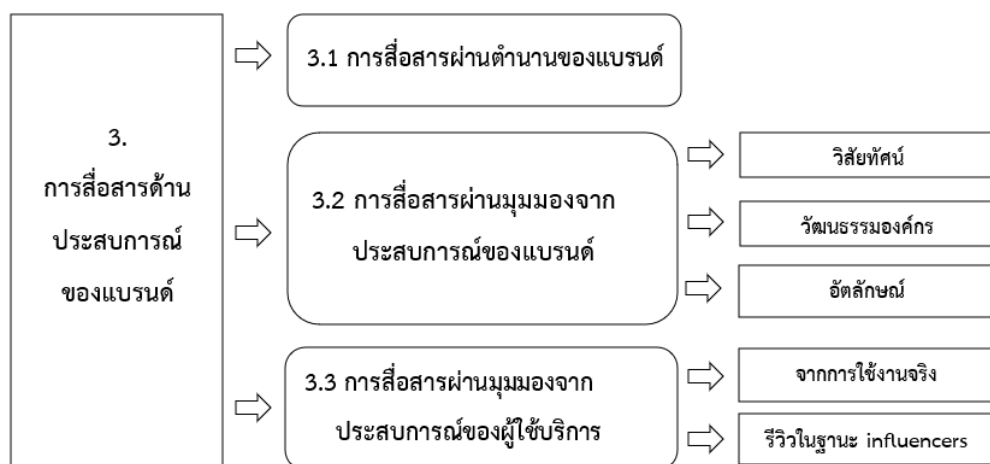 3.
การสื่อสารด้าน
ประสบการณ์
ของแบรนด์
3.1 การสื่อสารผ่านตำนานของแบรนด์
3.2 การสื่อสารผ่านมุมมองจาก
ประสบการณ์ของแบรนด์
วิสัยทัศน์
วัฒนธรรมองค์กร
อัตลักษณ์
3.3 การสื่อสารผ่านมุมมองจาก
ประสบการณ์ของผู้ใช้บริการ
จากการใช้งานจริง
รีวิวในฐานะ influencers